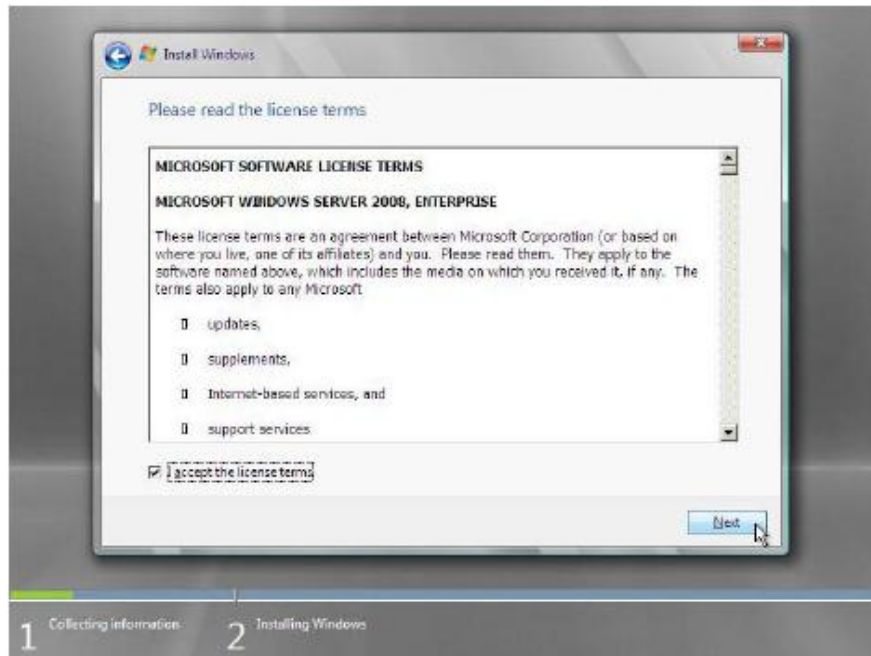 Install Windows
Please read the license terms
MICROSOFT SOFTWARE LICENSE TERMS
MICROSOFT WINDOWS SERVER 2008, ENTERPRISE
These license terms are an agreement between Microsoft Corporation (or based on
where you live, one of its affiliates) and you.  Please read them.  They apply to the
software named above, which includes the media on which you received it, if any.  The
terms also apply to any Microsoft
updates,
supplements,
Internet-based services, and
support services
I accept the license terms
Next
1 Collecting information 2 Installing Windows